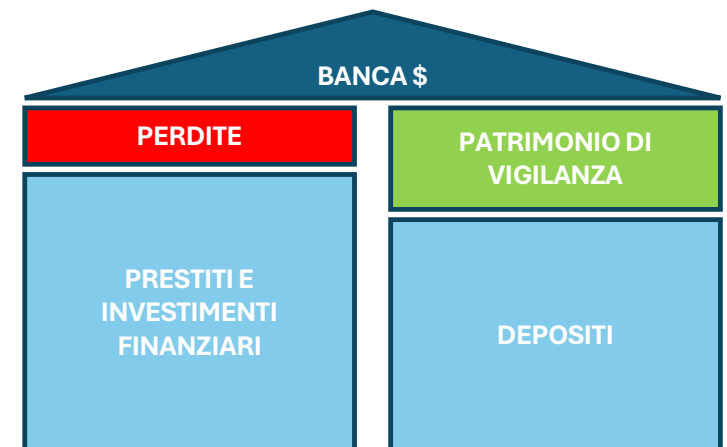 BANCA $
PERDITE
PATRIMONIO DI
VIGILANZA
PRESTITI E
INVESTIMENTI
FINANZIARI
DEPOSITI